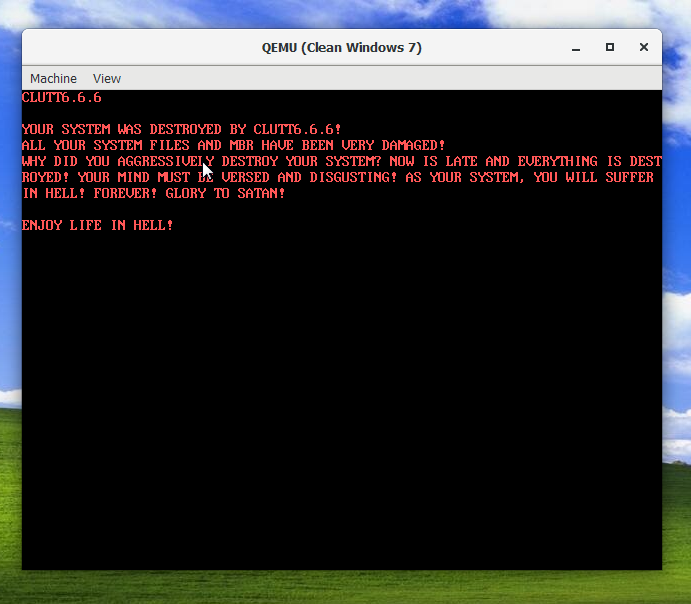 QEMU (Clean Windows 7)
Machine View
CLUTT6.6.6
YOUR SYSTEM WAS DESTROYED BY CLUTT6.6.6!
ALL YOUR SYSTEM FILES AND MBR HAVE BEEN VERY DAMAGED!
WHY DID YOU AGGRESSIVELY DESTROY YOUR SYSTEM? NOW IS LATE AND EVERYTHING IS DEST
ROYED! YOUR MIND MUST BE VERSED AND DISGUSTING! AS YOUR SYSTEM, YOU WILL SUFFER
IN HELL! FOREVER! GLORY TO SATAN!
ENJOY LIFE IN HELL!